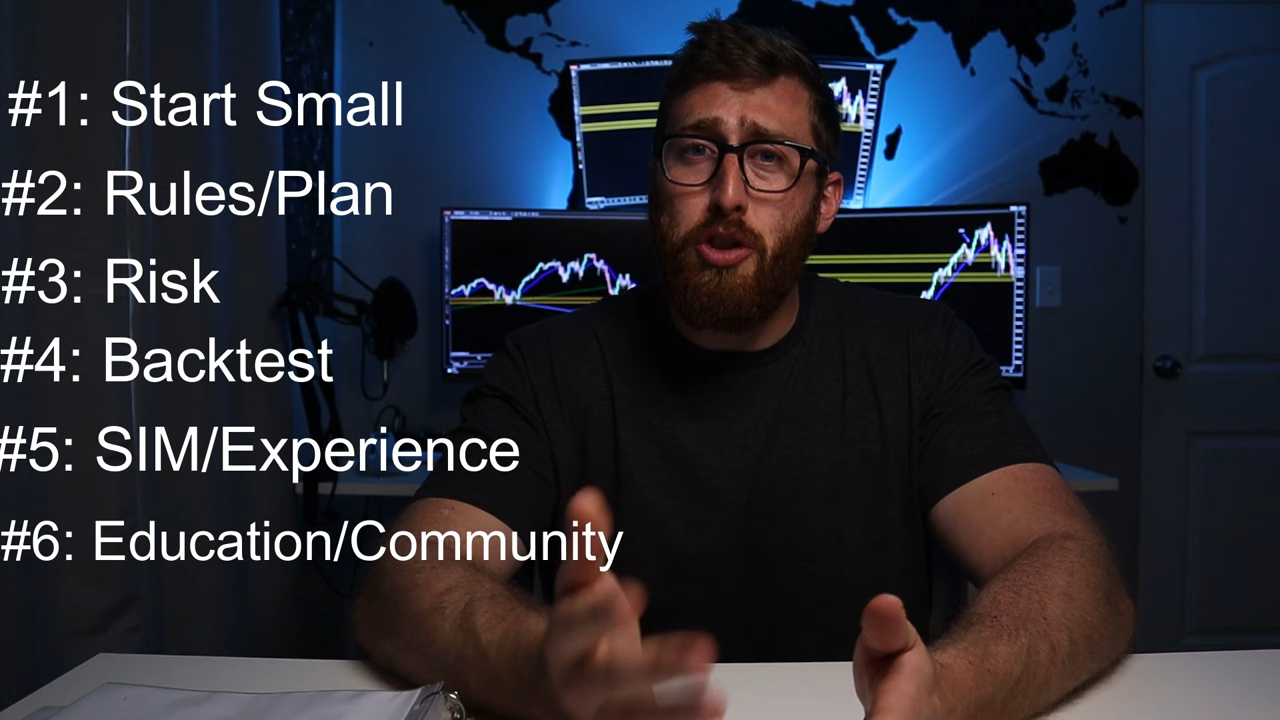 #1: Start Small
#2: Rules/Plan
#3: Risk
#4: Backtest
#5: SIM/Experience
#6: Education/Community